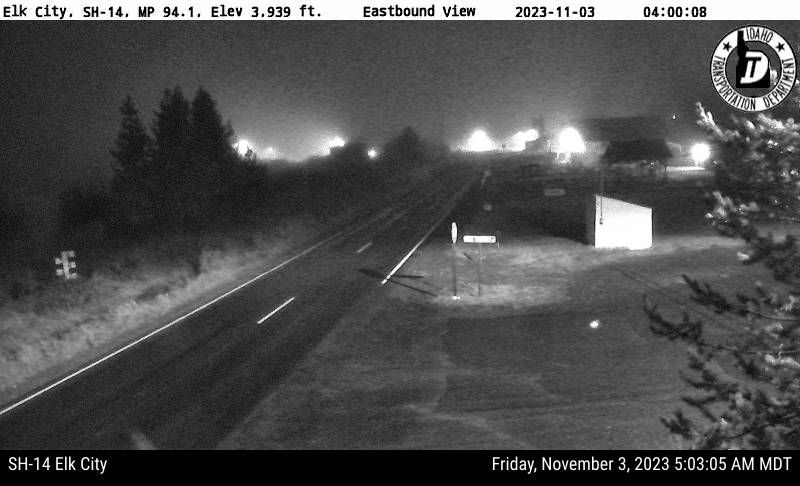 Elk City, SH-14, MP 94.1, Elev 3,939 ft. Eastbound View 2023-11-03 04:00:08
IDAHO TRANSPORTATION DEPARTMENT
SH-14 Elk City Friday, November 3, 2023 5:03:05 AM MDT